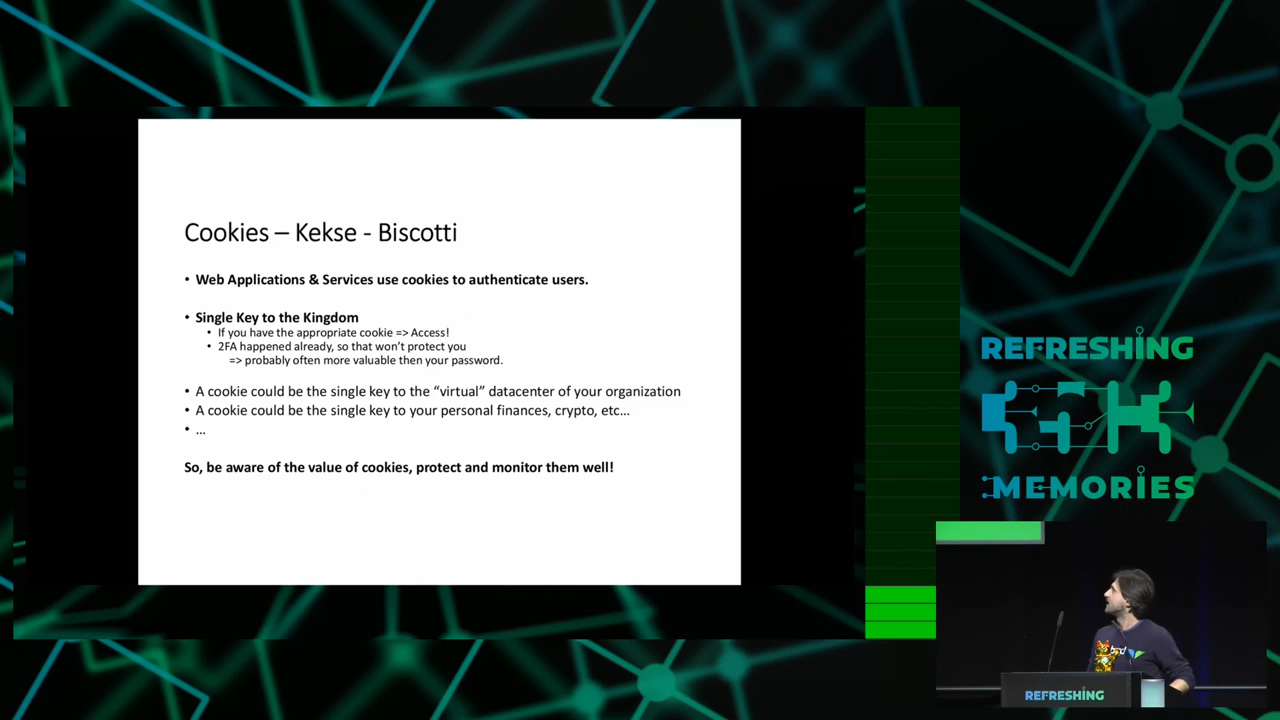 Cookies – Kekse - Biscotti
• Web Applications & Services use cookies to authenticate users.
• Single Key to the Kingdom
• If you have the appropriate cookie => Access!
• 2FA happened already, so that won't protect you
=> probably often more valuable then your password.
• A cookie could be the single key to the “virtual” datacenter of your organization
• A cookie could be the single key to your personal finances, crypto, etc…
• …
So, be aware of the value of cookies, protect and monitor them well!
REFRESHING
MEMORIES
REFRESHING